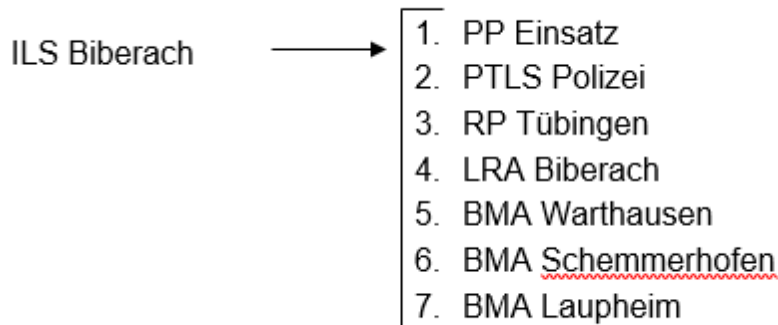 ILS Biberach
1. PP Einsatz
2. PTLS Polizei
3. RP Tübingen
4. LRA Biberach
5. BMA Warthausen
6. BMA Schemmerhofen
7. BMA Laupheim